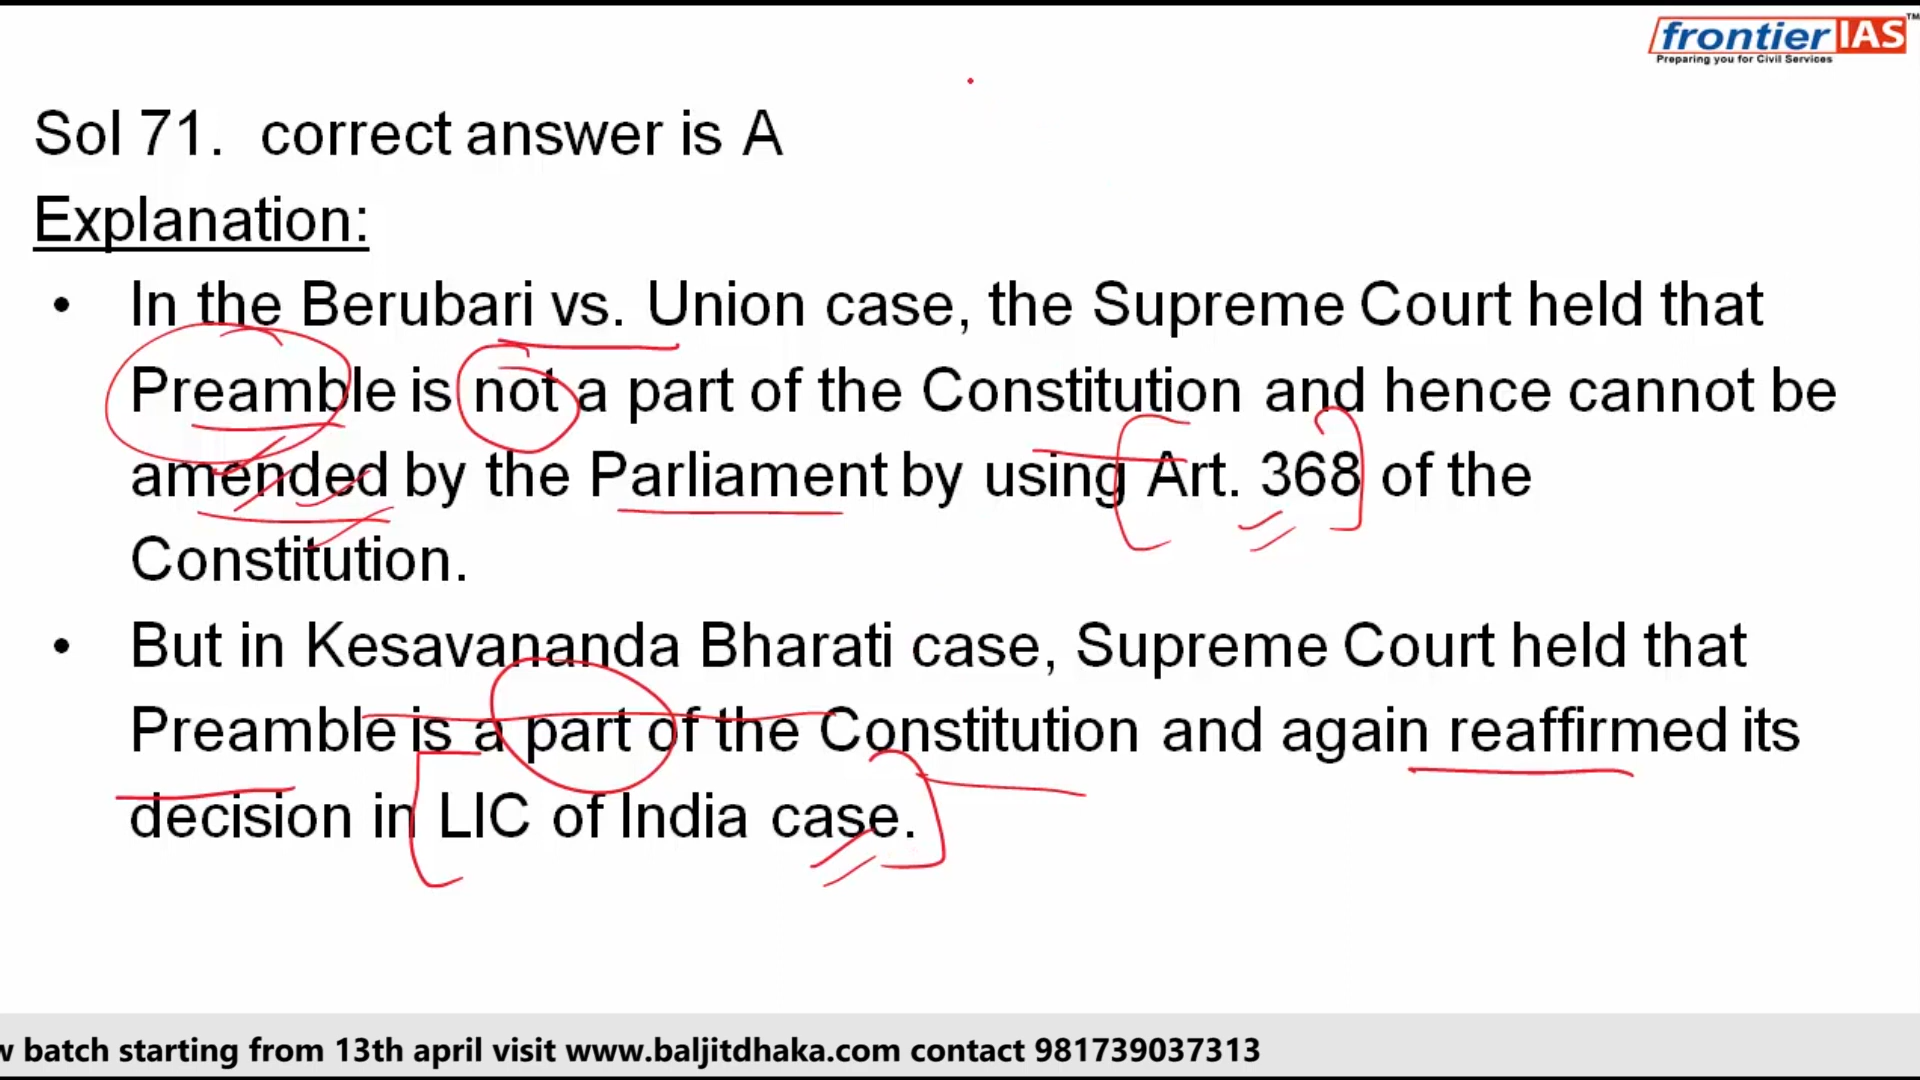 frontier IAS™
Preparing you for Civil Services
Sol 71. correct answer is A
Explanation:
• In the Berubari vs. Union case, the Supreme Court held that
Preamble is not a part of the Constitution and hence cannot be
amended by the Parliament by using Art. 368 of the
Constitution.
• But in Kesavananda Bharati case, Supreme Court held that
Preamble is a part of the Constitution and again reaffirmed its
decision in LIC of India case.
w batch starting from 13th april visit www.baljitdhaka.com contact 981739037313